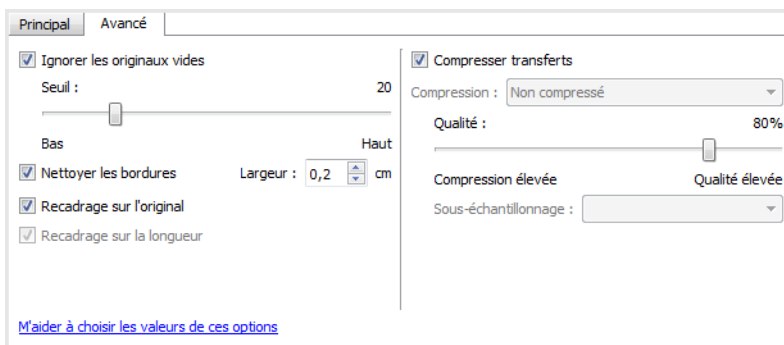 Principal Avancé
Ignorer les originaux vides
Seuil : 20
Bas Haut
Nettoyer les bordures Largeur : 0,2 cm
Recadrage sur l'original
Recadrage sur la longueur
Compresser transferts
Compression : Non compressé
Qualité : 80%
Compression élevée Qualité élevée
Sous-échantillonnage :
M'aider à choisir les valeurs de ces options